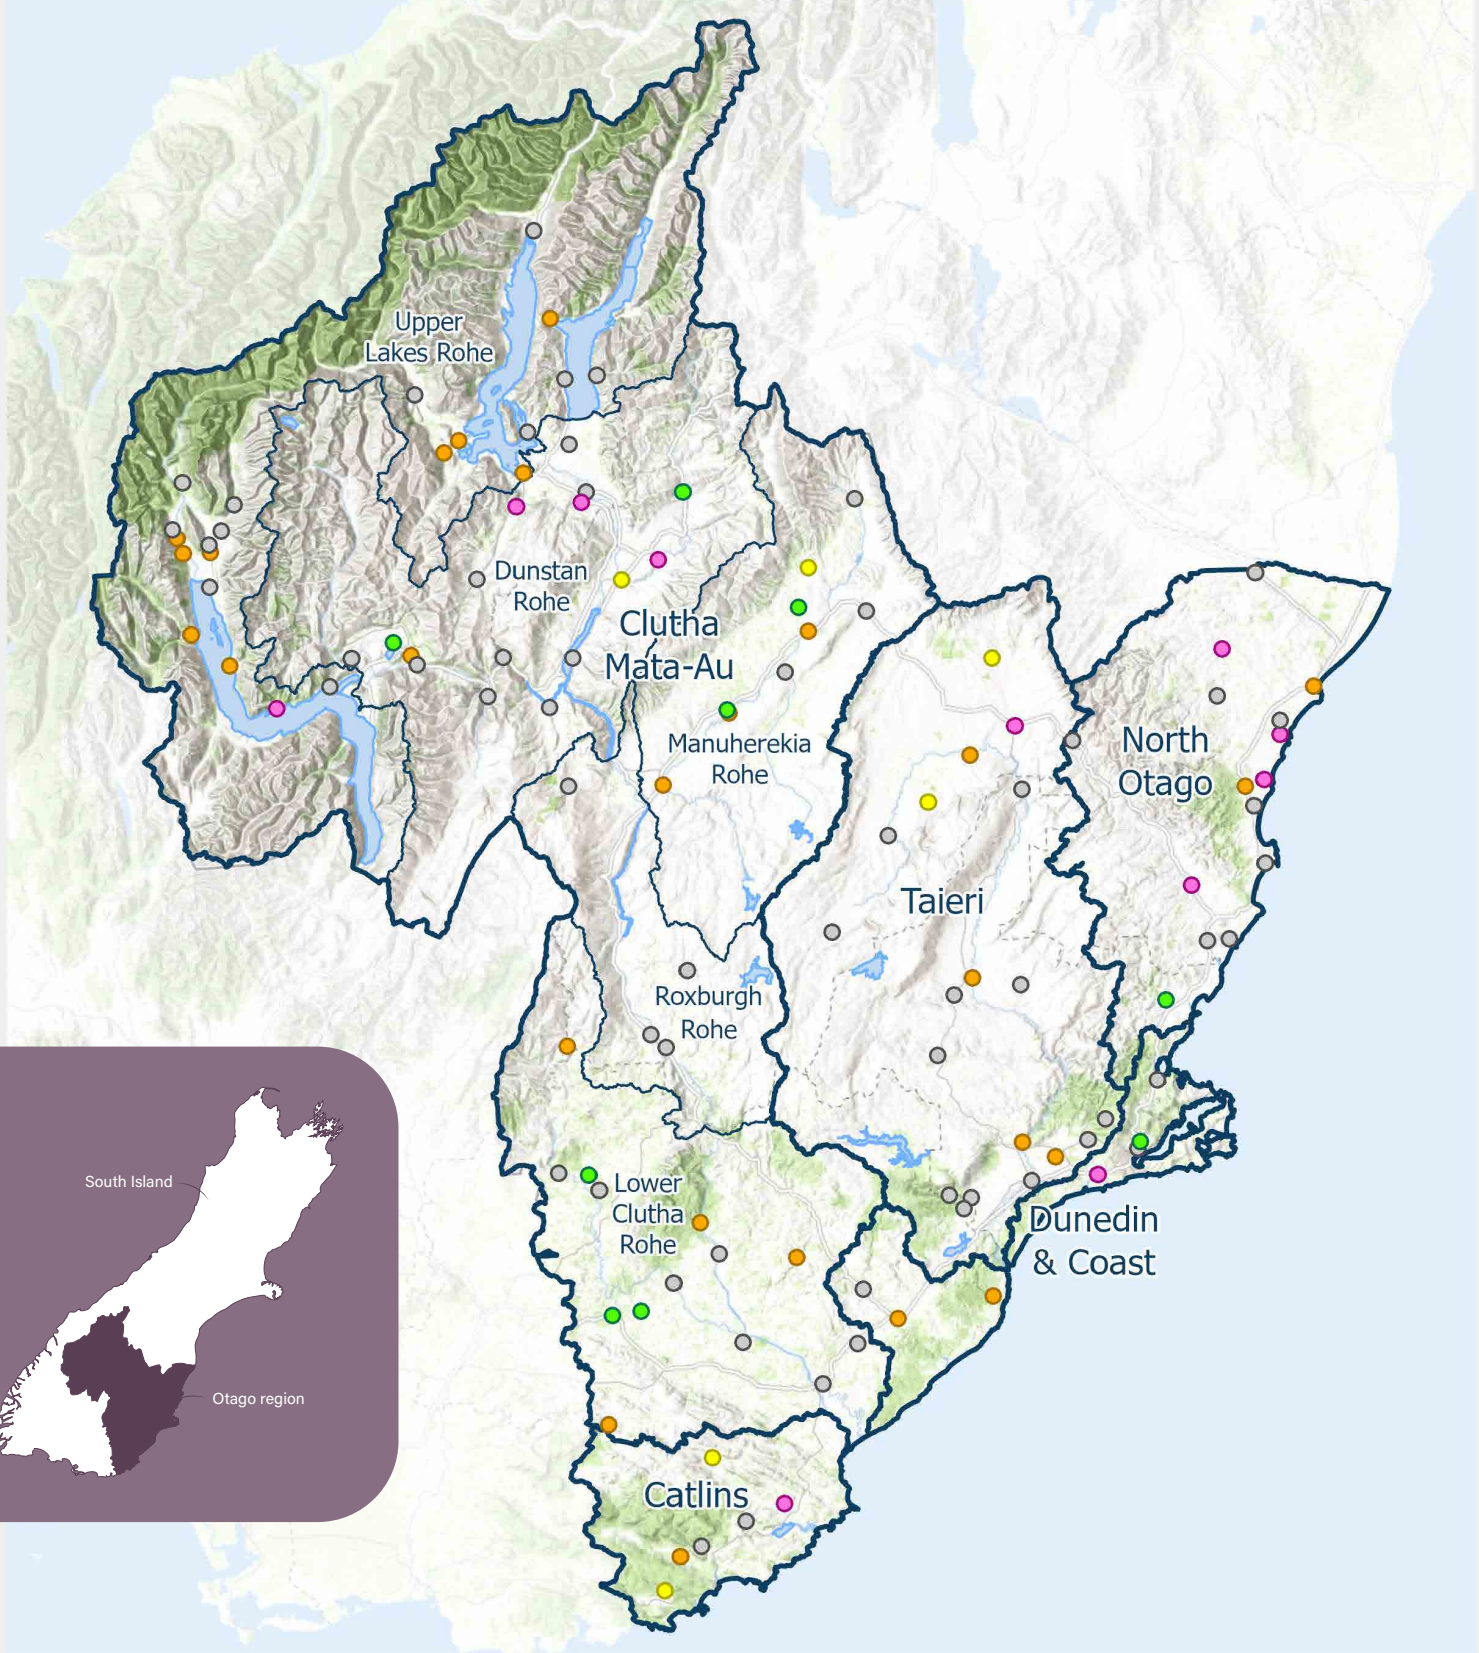 Upper
Lakes Rohe
Dunstan
Rohe
Clutha
Mata-Au
Manuherekia
Rohe
North
Otago
Taieri
Roxburgh
Rohe
South Island
Lower
Clutha
Rohe
Dunedin
& Coast
Otago region
Catlins